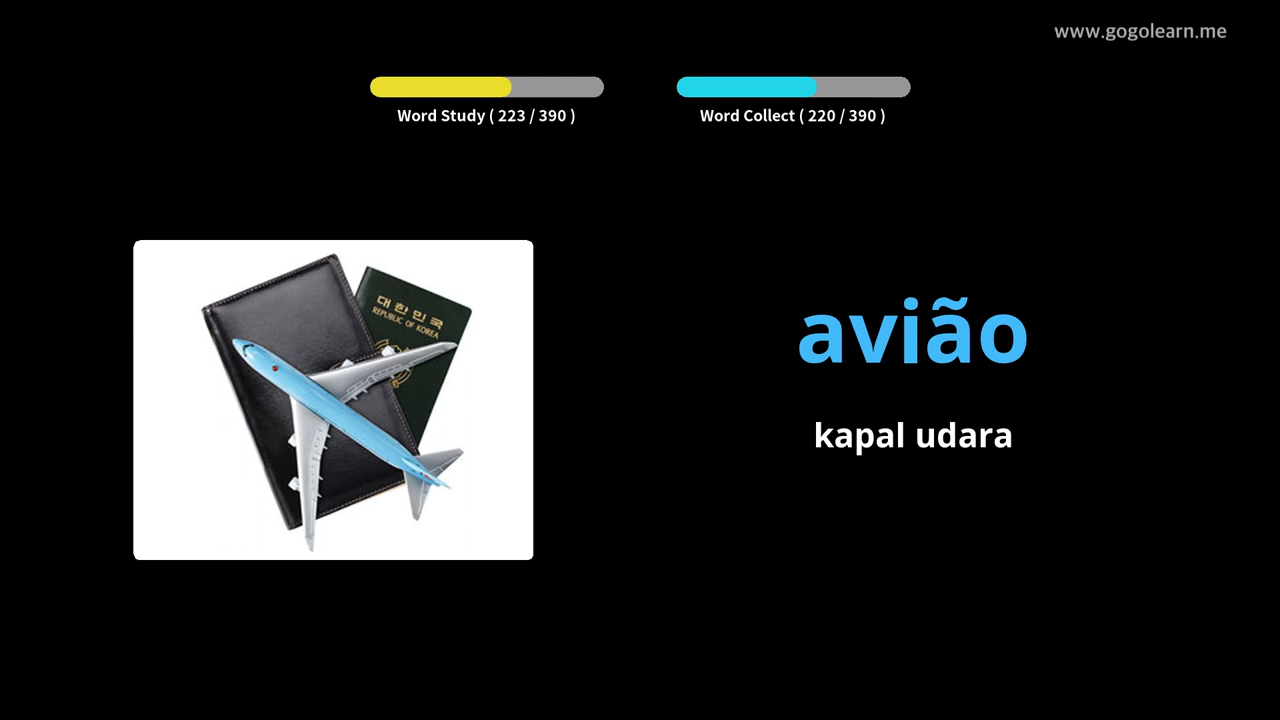 www.gogolearn.me
Word Study ( 223 / 390 )
Word Collect ( 220 / 390 )
대한민국
REPUBLIC OF KOREA
avião
kapal udara